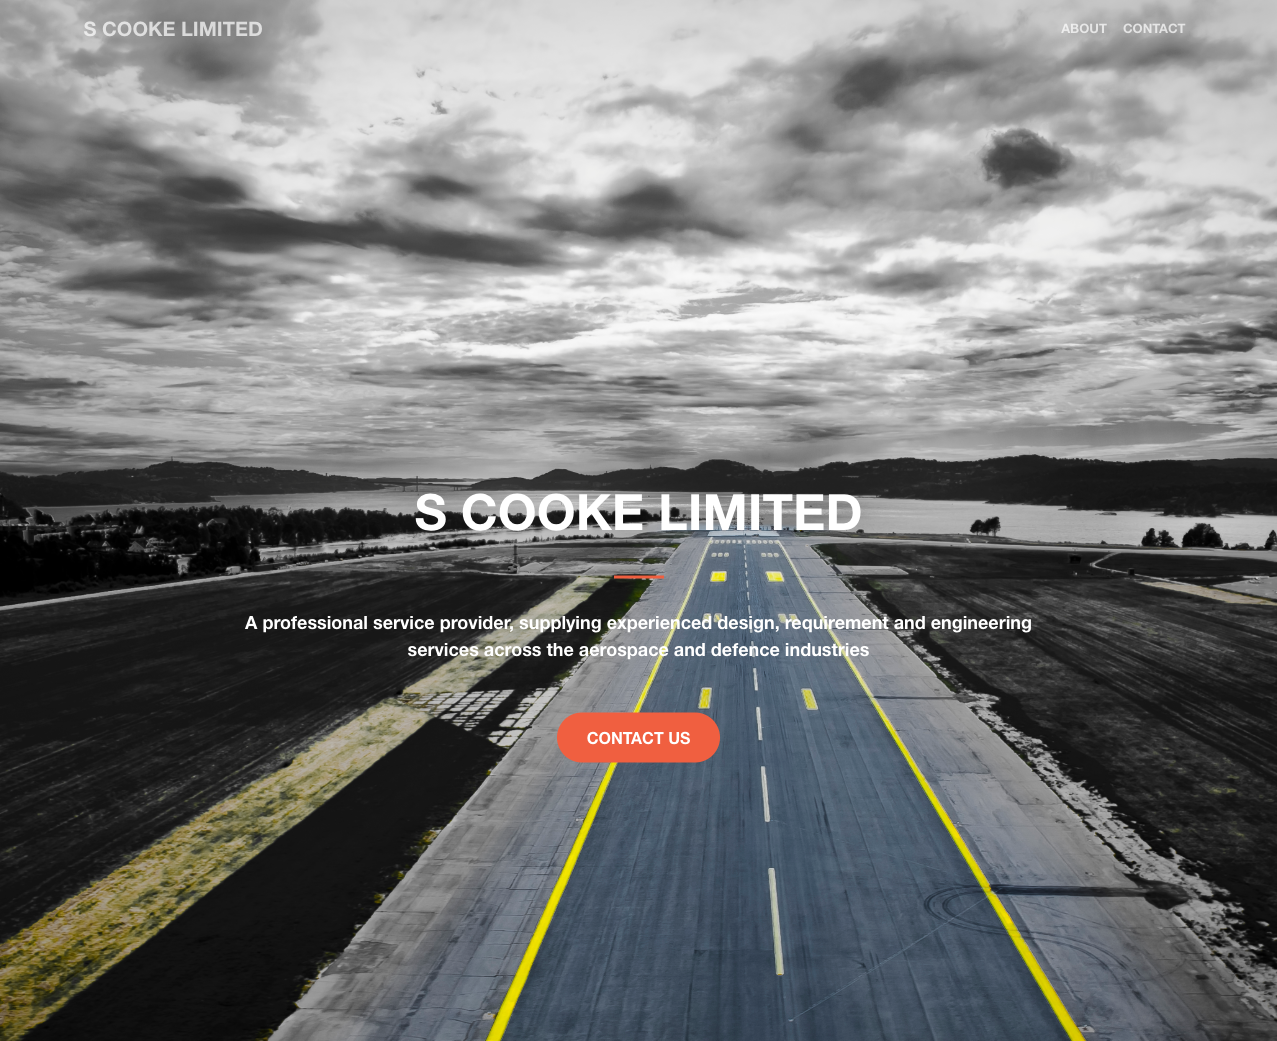 S COOKE LIMITED
ABOUT CONTACT
S COOKE LIMITED
A professional service provider, supplying experienced design, requirement and engineering
services across the aerospace and defence industries
CONTACT US